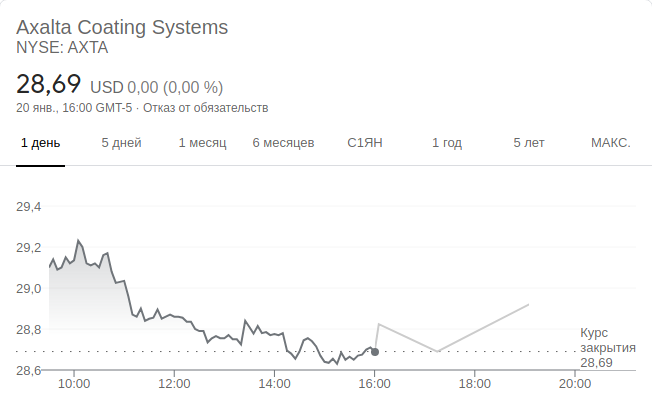 Axalta Coating Systems
NYSE: AXTA
28,69 USD 0,00 (0,00 %)
20 янв., 16:00 GMT-5 · Отказ от обязательств
1 день 5 дней 1 месяц 6 месяцев С1ЯН 1 год 5 лет МАКС.
29,4
29,2
29,0
28,8
Курс
закрытия
28,69
28,6
10:00 12:00 14:00 16:00 18:00 20:00